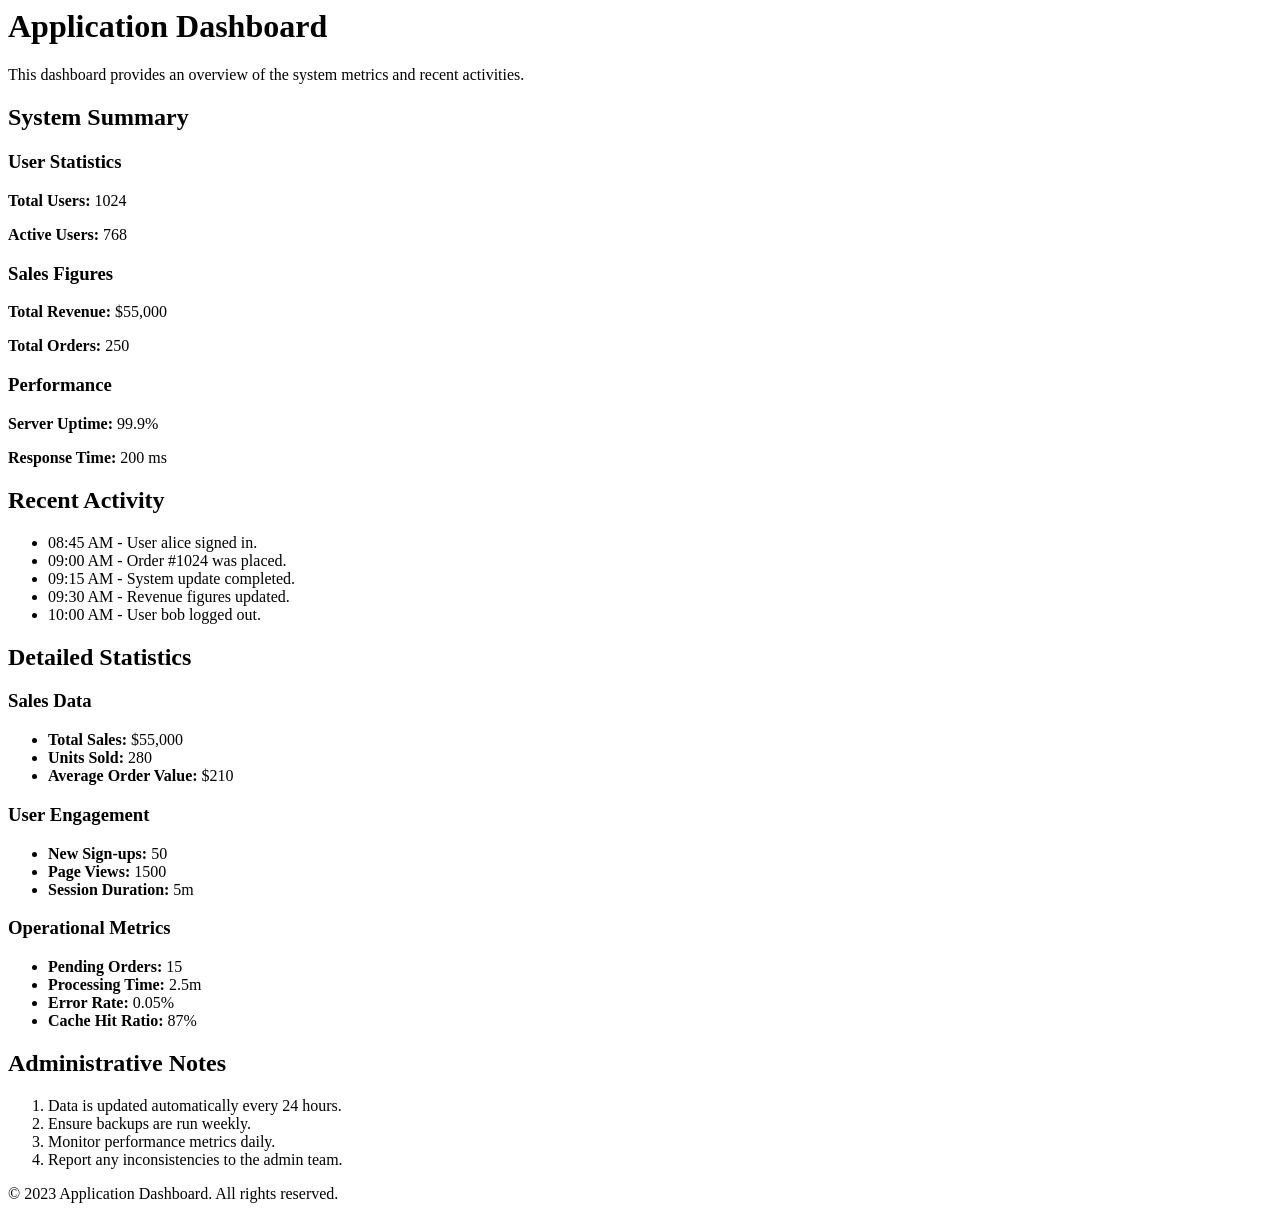 Application Dashboard
This dashboard provides an overview of the system metrics and recent activities.
System Summary
User Statistics
Total Users: 1024
Active Users: 768
Sales Figures
Total Revenue: $55,000
Total Orders: 250
Performance
Server Uptime: 99.9%
Response Time: 200 ms
Recent Activity
• 08:45 AM - User alice signed in.
• 09:00 AM - Order #1024 was placed.
• 09:15 AM - System update completed.
• 09:30 AM - Revenue figures updated.
• 10:00 AM - User bob logged out.
Detailed Statistics
Sales Data
• Total Sales: $55,000
• Units Sold: 280
• Average Order Value: $210
User Engagement
• New Sign-ups: 50
• Page Views: 1500
• Session Duration: 5m
Operational Metrics
• Pending Orders: 15
• Processing Time: 2.5m
• Error Rate: 0.05%
• Cache Hit Ratio: 87%
Administrative Notes
1. Data is updated automatically every 24 hours.
2. Ensure backups are run weekly.
3. Monitor performance metrics daily.
4. Report any inconsistencies to the admin team.
© 2023 Application Dashboard. All rights reserved.